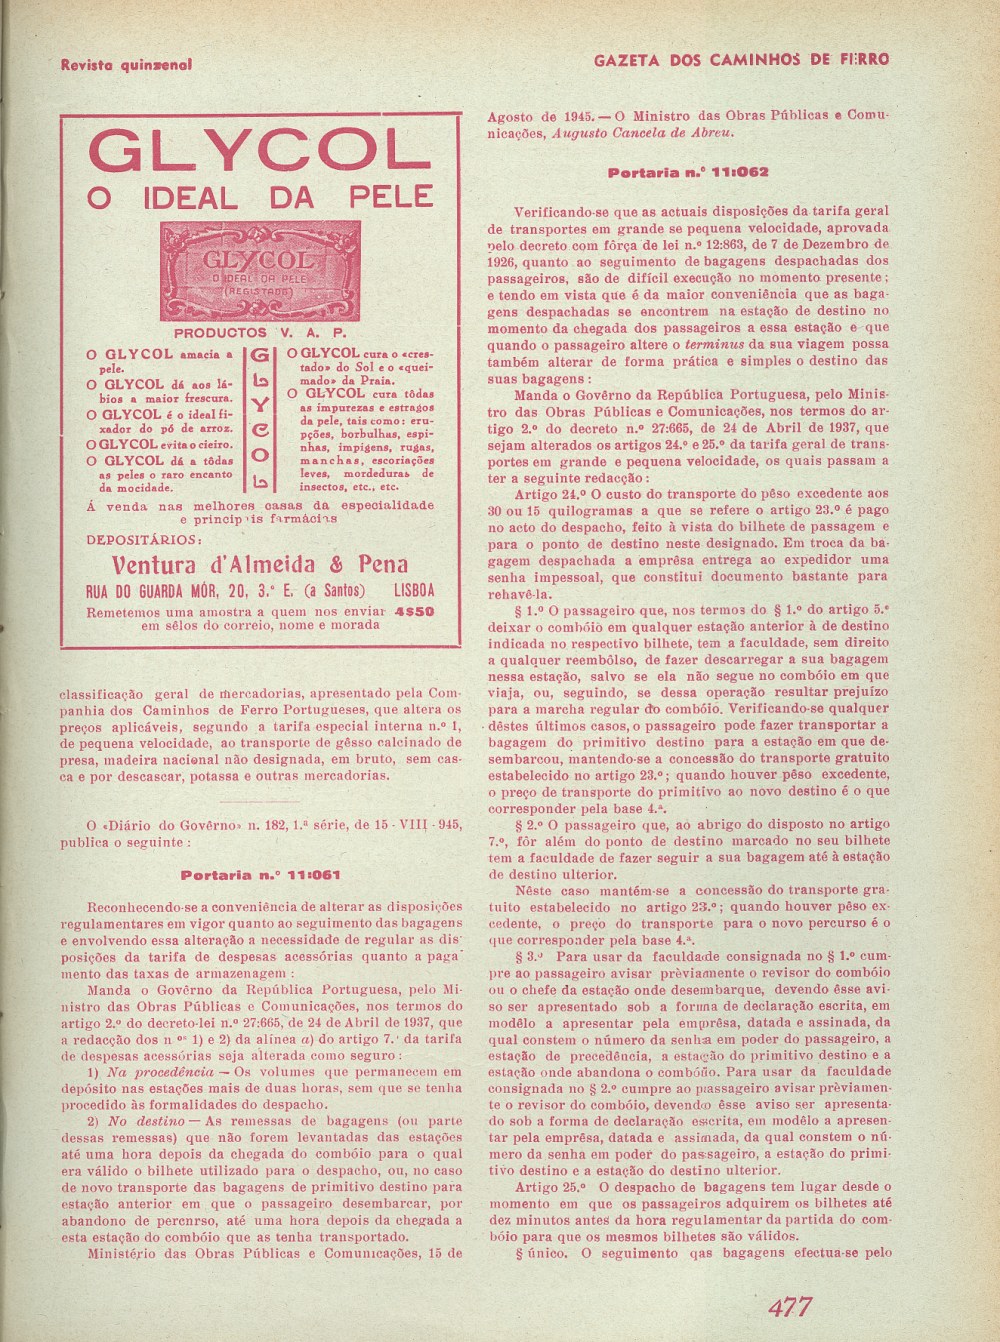 Revista quinzenal
GAZETA DOS CAMINHOS DE FERRO
GLYCOL
O IDEAL DA PELE
GLYCOL
O IDEAL DA PELE
(REGISTADO)
PRODUCTOS V. A. P.
O GLYCOL amacia a
pele.
O GLYCOL dá aos lá-
bios a maior frescura.
O GLYCOL é o ideal fi-
xador do pó de arroz.
O GLYCOL evita o cieiro.
O GLYCOL dá a tôdas
as peles o raro encanto
da mocidade.
GLYCOL
O GLYCOL cura o «cres-
tado» do Sol e o «quei-
mado» da Praia.
O GLYCOL cura tôdas
as impurezas e estragos
da pele, tais como: eru-
pções, borbulhas, espi-
nhas, impigens, rugas,
manchas, escoriações
leves, mordeduras de
insectos, etc., etc.
Á venda nas melhores casas da especialidade
e princip is farmácias
DEPOSITÁRIOS:
Ventura d'Almeida & Pena
RUA DO GUARDA MÓR, 20, 3.º E. (a Santos) LISBOA
Remetemos uma amostra a quem nos enviar 4$50
em sêlos do correio, nome e morada
classificação geral de mercadorias, apresentado pela Com-
panhia dos Caminhos de Ferro Portugueses, que altera os
preços aplicáveis, segundo a tarifa especial interna n.º 1,
de pequena velocidade, ao transporte de gêsso calcinado de
presa, madeira nacional não designada, em bruto, sem cas-
ca e por descascar, potassa e outras mercadorias.
O «Diário do Govêrno» n. 182, 1.ª série, de 15 - VIII - 945,
publica o seguinte :
Portaria n.º 11:061
Reconhecendo-se a conveniência de alterar as disposições
regulamentares em vigor quanto ao seguimento das bagagens
e envolvendo essa alteração a necessidade de regular as dis
posições da tarifa de despesas acessórias quanto a paga
mento das taxas de armazenagem :
Manda o Govêrno da República Portuguesa, pelo Mi-
nistro das Obras Públicas e Comunicações, nos termos do
artigo 2.º do decreto-lei n.º 27:665, de 24 de Abril de 1937, que
a redacção dos n os 1) e 2) da alínea a) do artigo 7.º da tarifa
de despesas acessórias seja alterada como seguro :
1) Na procedência — Os volumes que permanecem em
depósito nas estações mais de duas horas, sem que se tenha
procedido às formalidades do despacho.
2) No destino — As remessas de bagagens (ou parte
dessas remessas) que não forem levantadas das estações
até uma hora depois da chegada do combóio para o qual
era válido o bilhete utilizado para o despacho, ou, no caso
de novo transporte das bagagens de primitivo destino para
estação anterior em que o passageiro desembarcar, por
abandono de percurso, até uma hora depois da chegada a
esta estação do combóio que as tenha transportado.
Ministério das Obras Públicas e Comunicações, 15 de
Agosto de 1945. — O Ministro das Obras Públicas e Comu-
nicações, Augusto Cancela de Abreu.
Portaria n.º 11:062
Verificando-se que as actuais disposições da tarifa geral
de transportes em grande se pequena velocidade, aprovada
pelo decreto com fôrça de lei n.º 12:863, de 7 de Dezembro de
1926, quanto ao seguimento de bagagens despachadas dos
passageiros, são de difícil execução no momento presente ;
e tendo em vista que é da maior conveniência que as baga-
gens despachadas se encontrem na estação de destino no
momento da chegada dos passageiros a essa estação e que
quando o passageiro altere o terminus da sua viagem possa
também alterar de forma prática e simples o destino das
suas bagagens :
Manda o Govêrno da República Portuguesa, pelo Minis-
tro das Obras Públicas e Comunicações, nos termos do ar-
tigo 2.º do decreto n.º 27:665, de 24 de Abril de 1937, que
sejam alterados os artigos 24.º e 25.º da tarifa geral de trans-
portes em grande e pequena velocidade, os quais passam a
ter a seguinte redacção :
Artigo 24.º O custo do transporte do pêso excedente aos
30 ou 15 quilogramas a que se refere o artigo 23.º é pago
no acto do despacho, feito à vista do bilhete de passagem e
para o ponto de destino neste designado. Em troca da ba-
gagem despachada a emprêsa entrega ao expedidor uma
senha impessoal, que constitui documento bastante para
rehavê-la.
§ 1.º O passageiro que, nos termos do § 1.º do artigo 5.º
deixar o combóio em qualquer estação anterior à de destino
indicada no respectivo bilhete, tem a faculdade, sem direito
a qualquer reembôlso, de fazer descarregar a sua bagagem
nessa estação, salvo se ela não segue no combóio em que
viaja, ou, seguindo, se dessa operação resultar prejuízo
para a marcha regular do combóio. Verificando-se qualquer
dêstes últimos casos, o passageiro pode fazer transportar a
bagagem do primitivo destino para a estação em que de-
sembarcou, mantendo-se a concessão do transporte gratuito
estabelecido no artigo 23.º ; quando houver pêso excedente,
o preço de transporte do primitivo ao novo destino é o que
corresponder pela base 4.ª.
§ 2.º O passageiro que, ao abrigo do disposto no artigo
7.º, fôr além do ponto de destino marcado no seu bilhete
tem a faculdade de fazer seguir a sua bagagem até à estação
de destino ulterior.
Nêste caso mantém-se a concessão do transporte gra-
tuito estabelecido no artigo 23.º ; quando houver pêso ex-
cedente, o preço do transporte para o novo percurso é o
que corresponder pela base 4.ª.
§ 3.º Para usar da faculdade consignada no § 1.º cum-
pre ao passageiro avisar prèviamente o revisor do combóio
ou o chefe da estação onde desembarque, devendo êsse avi-
so ser apresentado sob a forma de declaração escrita, em
modêlo a apresentar pela emprêsa, datada e assinada, da
qual constem o número da senha em poder do passageiro, a
estação de precedência, a estação do primitivo destino e a
estação onde abandona o combóio. Para usar da faculdade
consignada no § 2.º cumpre ao passageiro avisar prèviamen-
te o revisor do combóio, devendo êsse aviso ser apresenta-
do sob a forma de declaração escrita, em modêlo a apresen-
tar pela emprêsa, datada e assinada, da qual constem o nú-
mero da senha em poder do passageiro, a estação do primi-
tivo destino e a estação do destino ulterior.
Artigo 25.º O despacho de bagagens tem lugar desde o
momento em que os passageiros adquirem os bilhetes até
dez minutos antes da hora regulamentar da partida do com-
bóio para que os mesmos bilhetes são válidos.
§ único. O seguimento qas bagagens efectua-se pelo
477